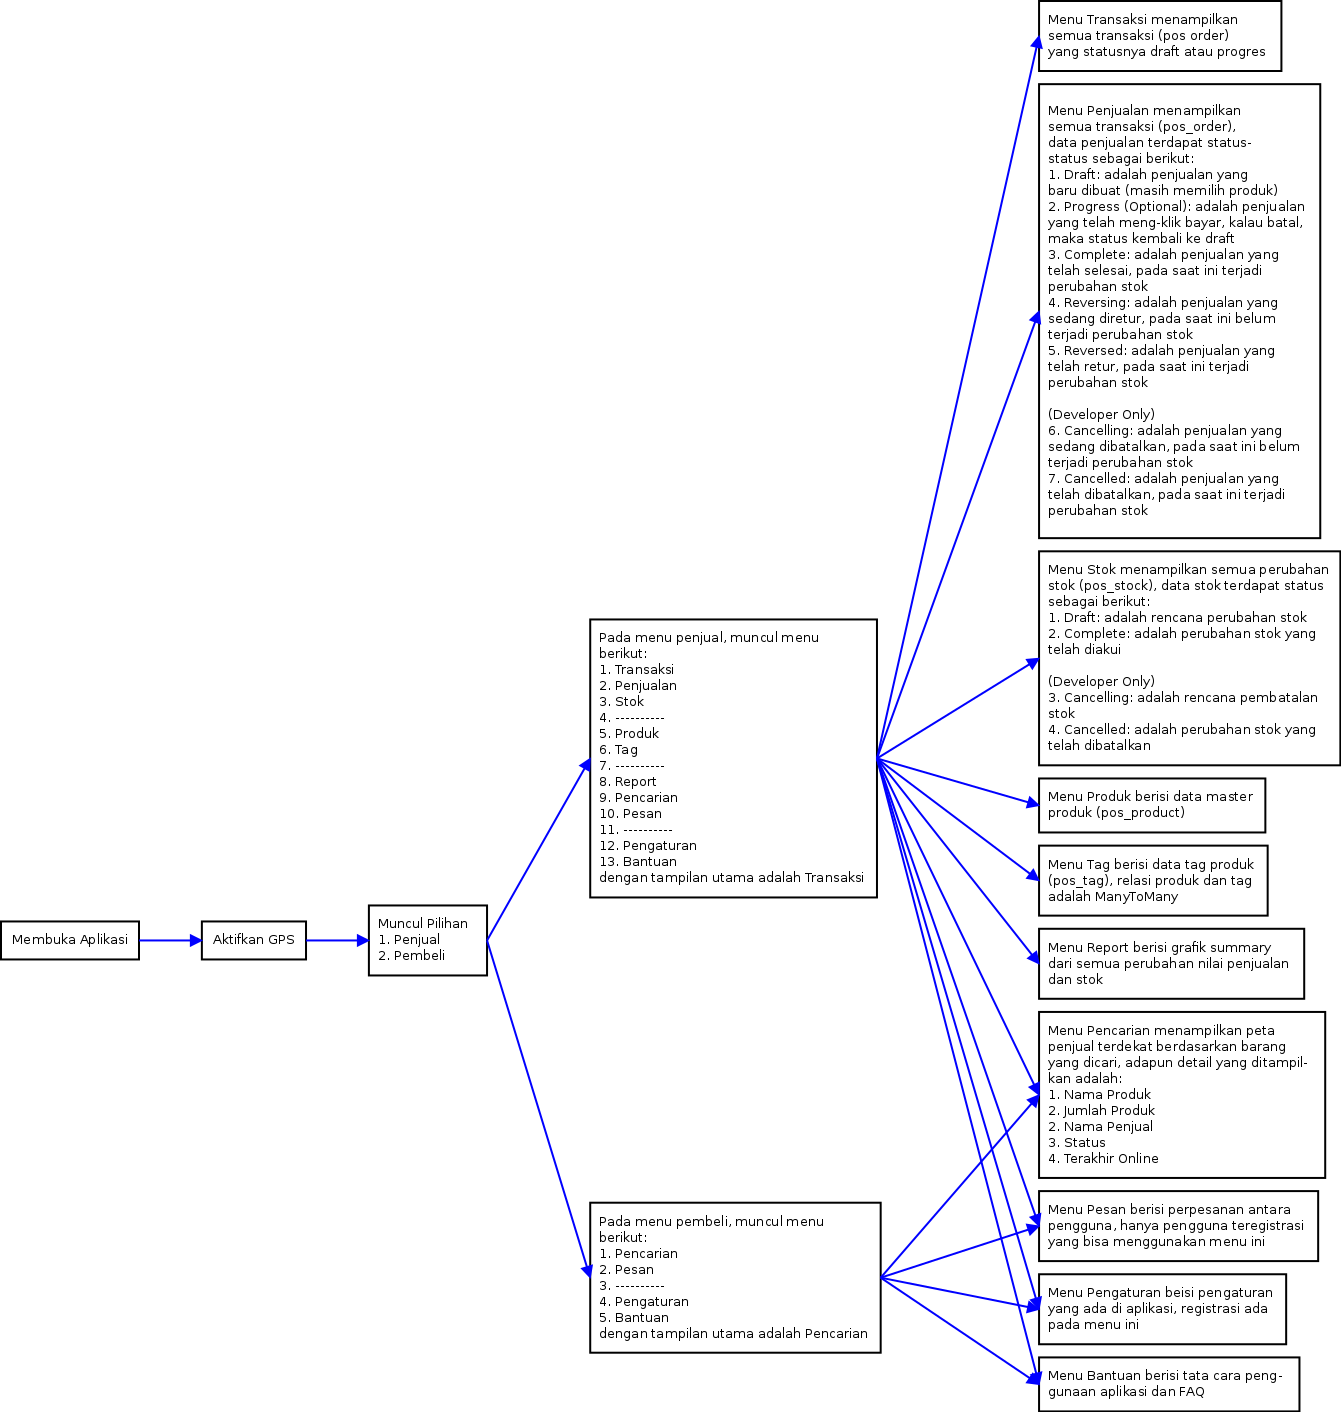 Membuka Aplikasi
Aktifkan GPS
Muncul Pilihan
1. Penjual
2. Pembeli
Pada menu penjual, muncul menu
berikut:
1. Transaksi
2. Penjualan
3. Stok
4. ----------
5. Produk
6. Tag
7. ----------
8. Report
9. Pencarian
10. Pesan
11. ----------
12. Pengaturan
13. Bantuan
dengan tampilan utama adalah Transaksi
Pada menu pembeli, muncul menu
berikut:
1. Pencarian
2. Pesan
3. ----------
4. Pengaturan
5. Bantuan
dengan tampilan utama adalah Pencarian
Menu Transaksi menampilkan
semua transaksi (pos order)
yang statusnya draft atau progres
Menu Penjualan menampilkan
semua transaksi (pos_order),
data penjualan terdapat status-
status sebagai berikut:
1. Draft: adalah penjualan yang
baru dibuat (masih memilih produk)
2. Progress (Optional): adalah penjualan
yang telah meng-klik bayar, kalau batal,
maka status kembali ke draft
3. Complete: adalah penjualan yang
telah selesai, pada saat ini terjadi
perubahan stok
4. Reversing: adalah penjualan yang
sedang diretur, pada saat ini belum
terjadi perubahan stok
5. Reversed: adalah penjualan yang
telah retur, pada saat ini terjadi
perubahan stok
(Developer Only)
6. Cancelling: adalah penjualan yang
sedang dibatalkan, pada saat ini belum
terjadi perubahan stok
7. Cancelled: adalah penjualan yang
telah dibatalkan, pada saat ini terjadi
perubahan stok
Menu Stok menampilkan semua perubahan
stok (pos_stock), data stok terdapat status
sebagai berikut:
1. Draft: adalah rencana perubahan stok
2. Complete: adalah perubahan stok yang
telah diakui
(Developer Only)
3. Cancelling: adalah rencana pembatalan
stok
4. Cancelled: adalah perubahan stok yang
telah dibatalkan
Menu Produk berisi data master
produk (pos_product)
Menu Tag berisi data tag produk
(pos_tag), relasi produk dan tag
adalah ManyToMany
Menu Report berisi grafik summary
dari semua perubahan nilai penjualan
dan stok
Menu Pencarian menampilkan peta
penjual terdekat berdasarkan barang
yang dicari, adapun detail yang ditampil-
kan adalah:
1. Nama Produk
2. Jumlah Produk
2. Nama Penjual
3. Status
4. Terakhir Online
Menu Pesan berisi perpesanan antara
pengguna, hanya pengguna teregistrasi
yang bisa menggunakan menu ini
Menu Pengaturan beisi pengaturan
yang ada di aplikasi, registrasi ada
pada menu ini
Menu Bantuan berisi tata cara peng-
gunaan aplikasi dan FAQ